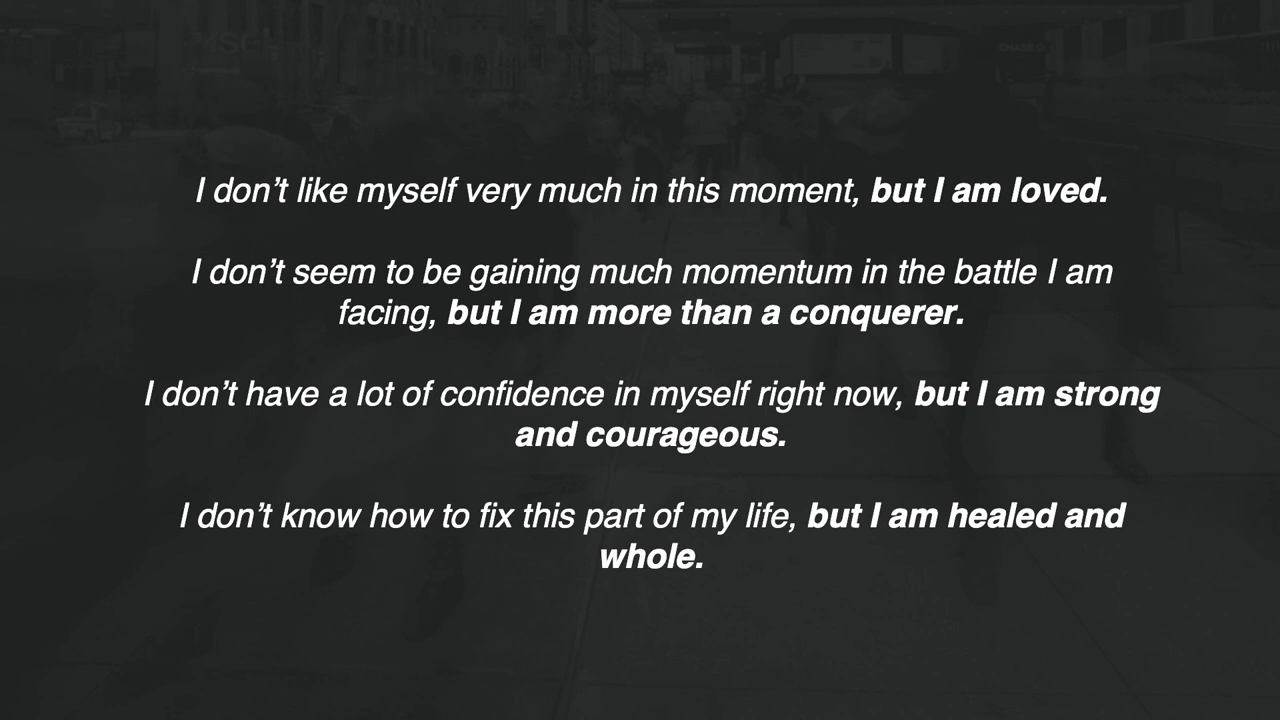 I don’t like myself very much in this moment, but I am loved.
I don’t seem to be gaining much momentum in the battle I am
facing, but I am more than a conquerer.
I don’t have a lot of confidence in myself right now, but I am strong
and courageous.
I don’t know how to fix this part of my life, but I am healed and
whole.